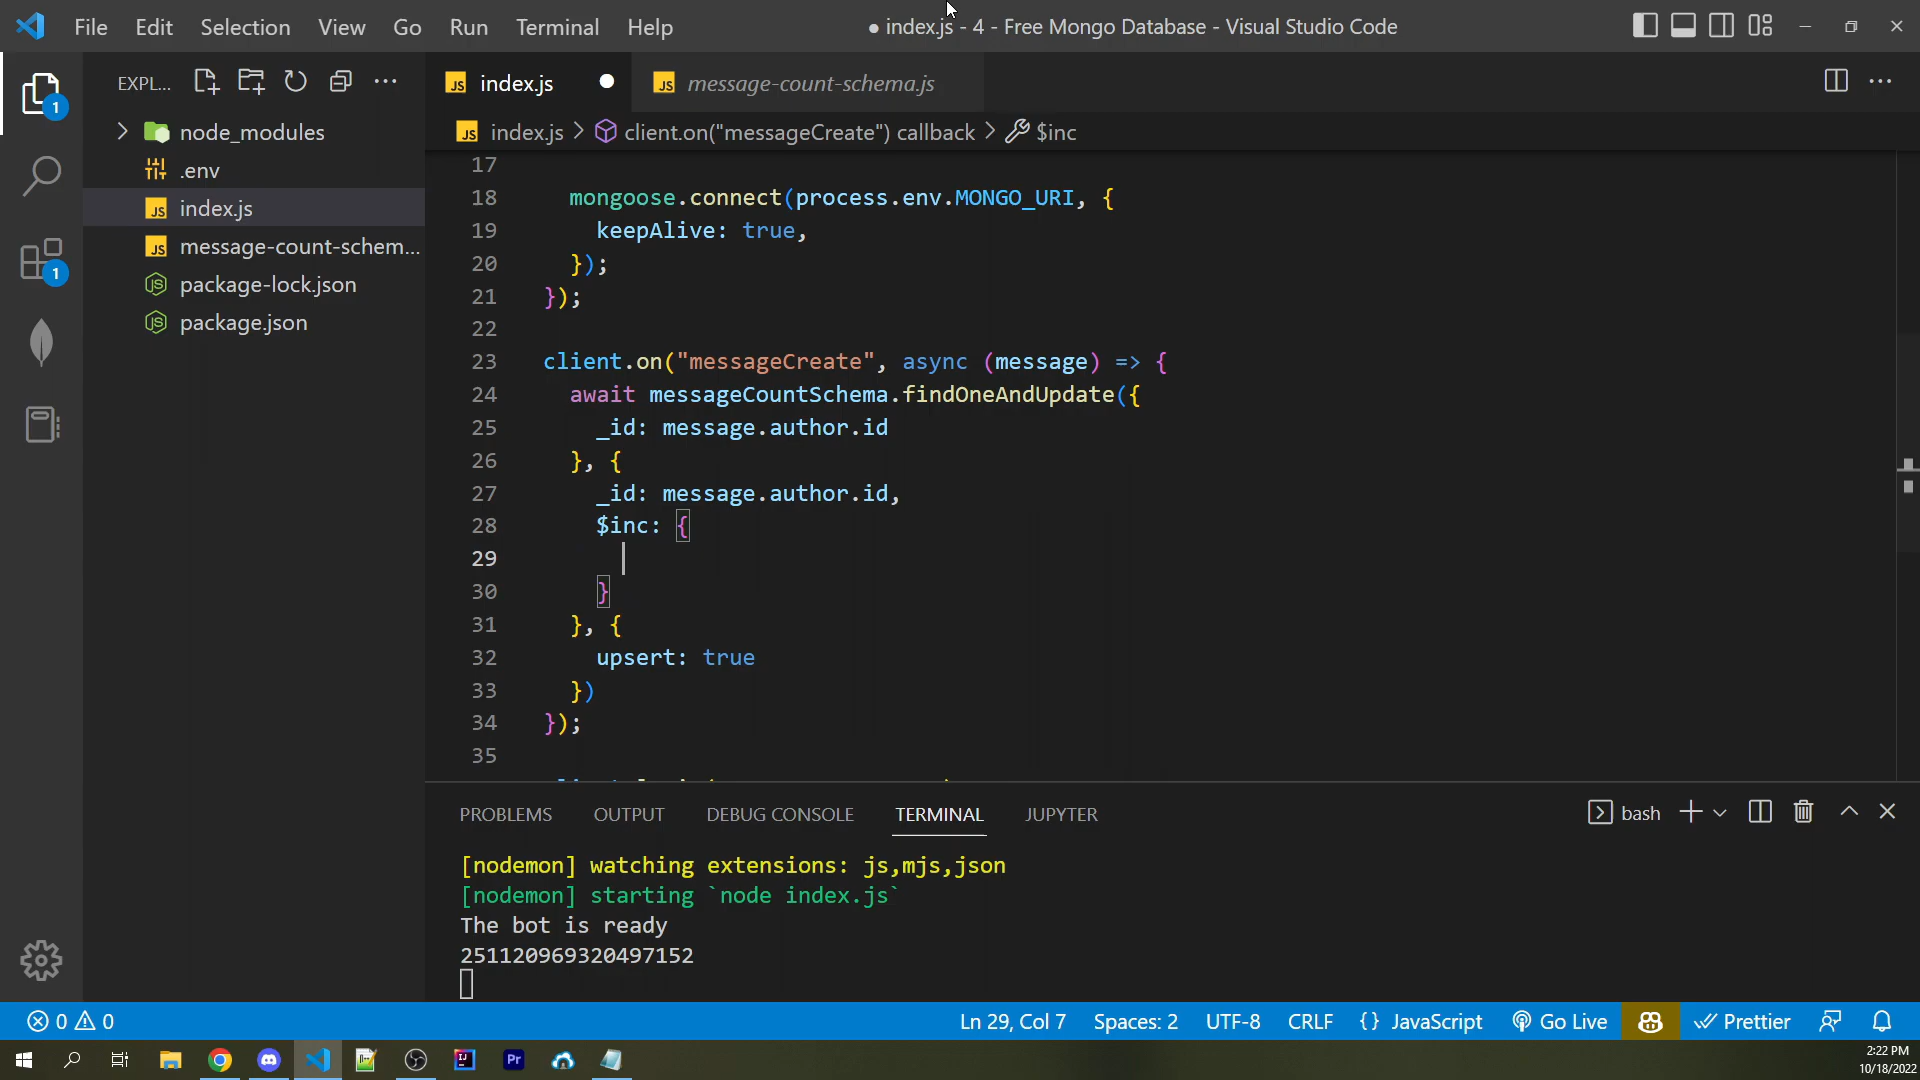 File Edit Selection View Go Run Terminal Help
● index.js - 4 - Free Mongo Database - Visual Studio Code
EXPL...
index.js
message-count-schema.js
node_modules
.env
index.js
message-count-schem...
package-lock.json
package.json
1
1
index.js > client.on("messageCreate") callback > $inc
17
18 mongoose.connect(process.env.MONGO_URI, {
19 keepAlive: true,
20 });
21 });
22
23 client.on("messageCreate", async (message) => {
24 await messageCountSchema.findOneAndUpdate({
25 _id: message.author.id
26 }, {
27 _id: message.author.id,
28 $inc: {
29
30 }
31 }, {
32 upsert: true
33 })
34 });
35
PROBLEMS OUTPUT DEBUG CONSOLE TERMINAL JUPYTER
bash
[nodemon] watching extensions: js,mjs,json
[nodemon] starting `node index.js`
The bot is ready
251120969320497152
0 0
Ln 29, Col 7 Spaces: 2 UTF-8 CRLF {} JavaScript Go Live Prettier
2:22 PM
10/18/2022